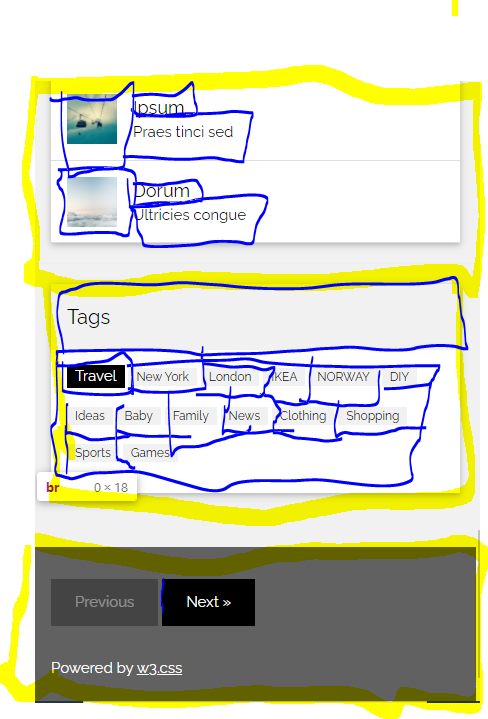 Ipsum
Praes tinci sed
Dorum
Ultricies congue
Tags
Travel New York London IKEA NORWAY DIY
Ideas Baby Family News Clothing Shopping
Sports Games
br 0 × 18
Previous Next »
Powered by w3.css